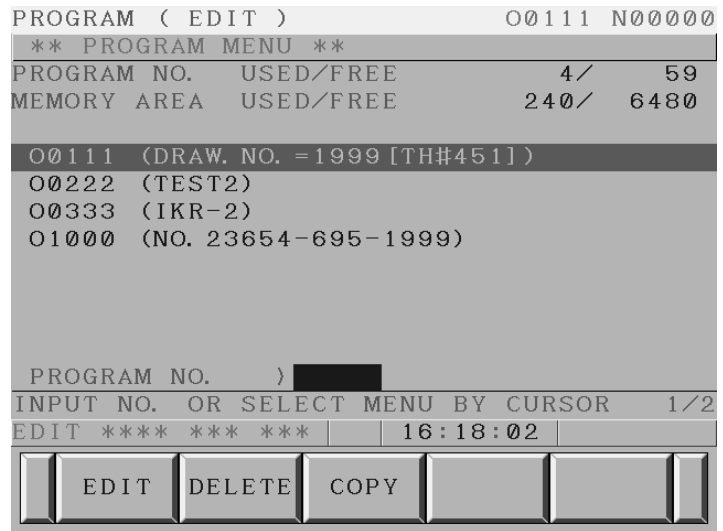 PROGRAM ( EDIT ) O0111 N00000
** PROGRAM MENU **
PROGRAM NO. USED/FREE 4/ 59
MEMORY AREA USED/FREE 240/ 6480
O0111 (DRAW. NO. =1999[TH#451])
O0222 (TEST2)
O0333 (IKR-2)
O1000 (NO. 23654-695-1999)
PROGRAM NO. )
INPUT NO. OR SELECT MENU BY CURSOR 1/2
EDIT **** *** *** 16:18:02
EDIT DELETE COPY